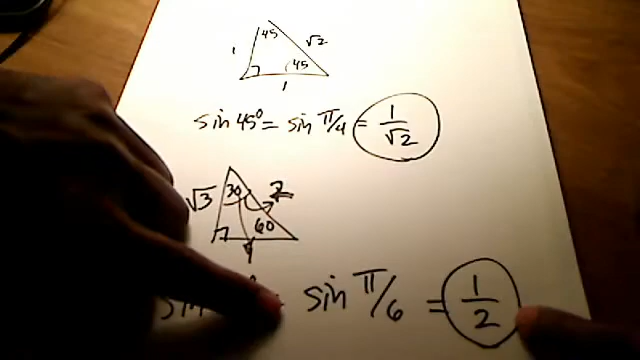 45
1 √2
45
1
sin 45° = sin π/4 = 1/√2
√3 30 2
60
1
sin = sin π/6 = 1/2